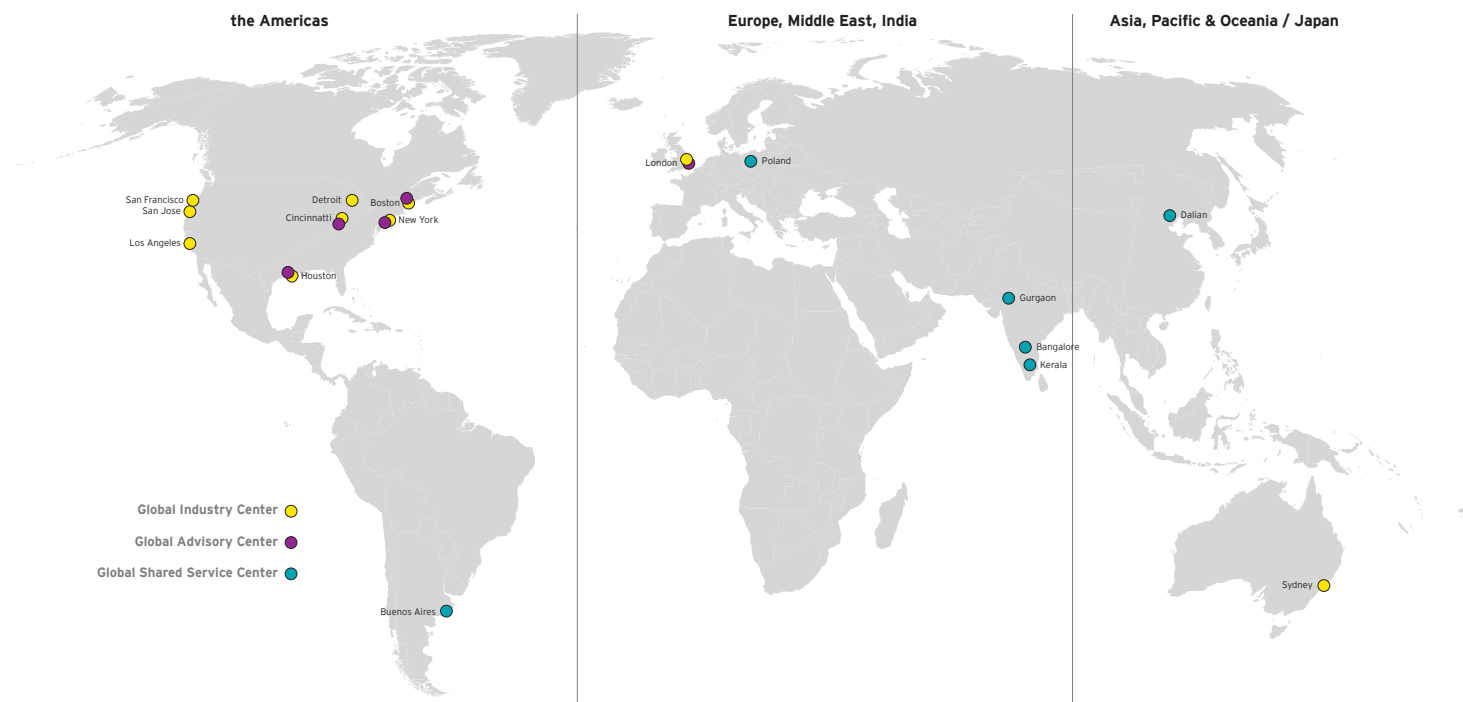 the Americas
Europe, Middle East, India
Asia, Pacific & Oceania / Japan
London
Poland
San Francisco
San Jose
Detroit
Boston
Cincinnatti
New York
Dalian
Los Angeles
Houston
Gurgaon
Bangalore
Kerala
Global Industry Center
Global Advisory Center
Global Shared Service Center
Sydney
Buenos Aires